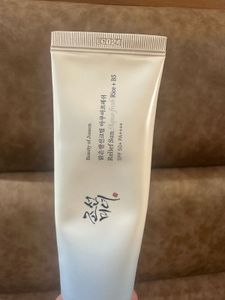 Beauty of Joseon
맑은쌀선크림 아쿠아프레쉬
Relief Sun Aqua-fresh Rice + B5
SPF 50+ PA++++
조선
미녀